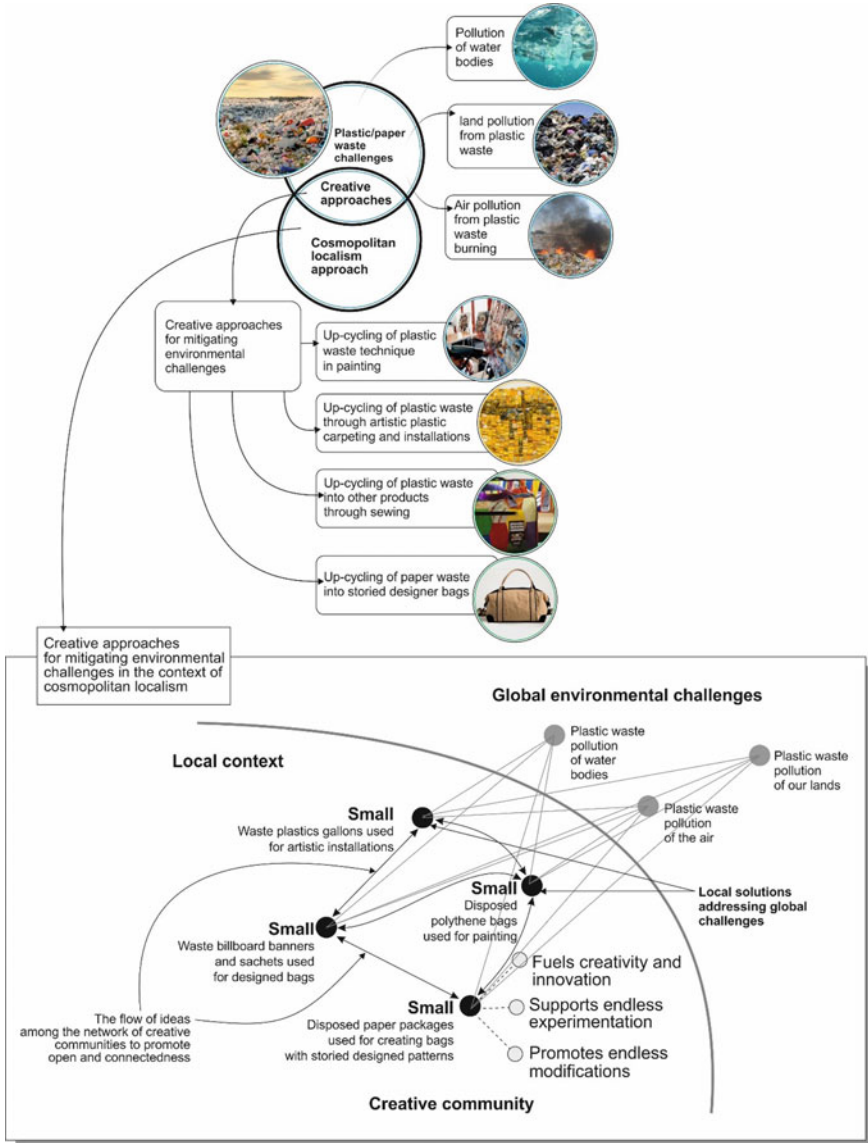 Pollution
of water
bodies
Plastic/paper
waste
challenges
land pollution
from plastic
waste
Creative
approaches
Air pollution
from plastic
waste
burning
Cosmopolitan
localism
approach
Creative approaches
for mitigating
environmental
challenges
Up-cycling of plastic
waste technique
in painting
Up-cycling of plastic waste
through artistic plastic
carpeting and installations
Up-cycling of plastic waste
into other products
through sewing
Up-cycling of paper waste
into storied designer bags
Creative approaches
for mitigating environmental
challenges in the context of
cosmopolitan localism
Global environmental challenges
Local context
Plastic waste
pollution
of water
bodies
Plastic waste
pollution
of our lands
Plastic waste
pollution
of the air
Small
Waste plastics gallons used
for artistic installations
Small
Disposed
polythene bags
used for painting
Local solutions
addressing global
challenges
Small
Waste billboard banners
and sachets used
for designed bags
Fuels creativity and
innovation
Supports endless
experimentation
Promotes endless
modifications
Small
Disposed paper packages
used for creating bags
with storied designed patterns
The flow of ideas
among the network of creative
communities to promote
open and connectedness
Creative community